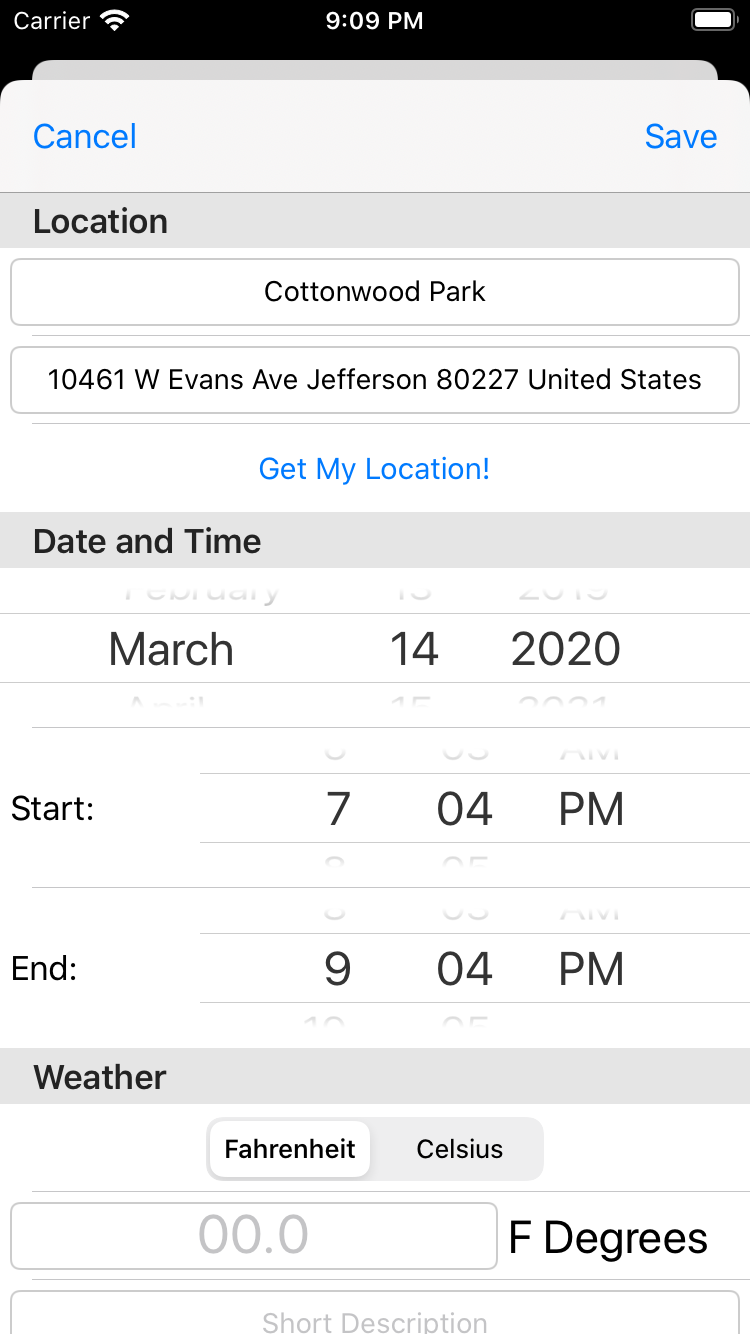 Carrier 9:09 PM
Cancel Save
Location
Cottonwood Park
10461 W Evans Ave Jefferson 80227 United States
Get My Location!
Date and Time
February 13 2019
March 14 2020
April 15 2021
03 AM
Start: 7 04 PM
8 05
8 03 AM
End: 9 04 PM
10 05
Weather
Fahrenheit Celsius
00.0 F Degrees
Short Description